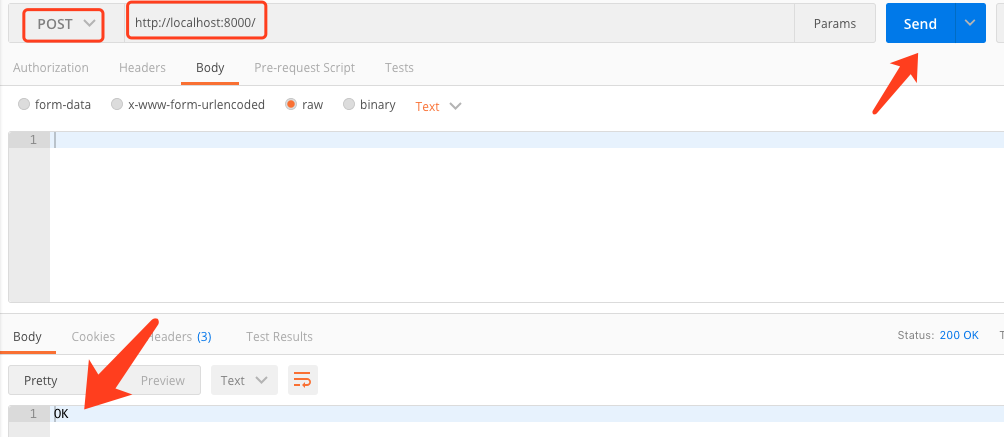 POST http://localhost:8000/ Params Send
Authorization Headers Body Pre-request Script Tests
form-data x-www-form-urlencoded raw binary Text
1
Body Cookies Headers (3) Test Results Status: 200 OK
Pretty Preview Text
1 OK